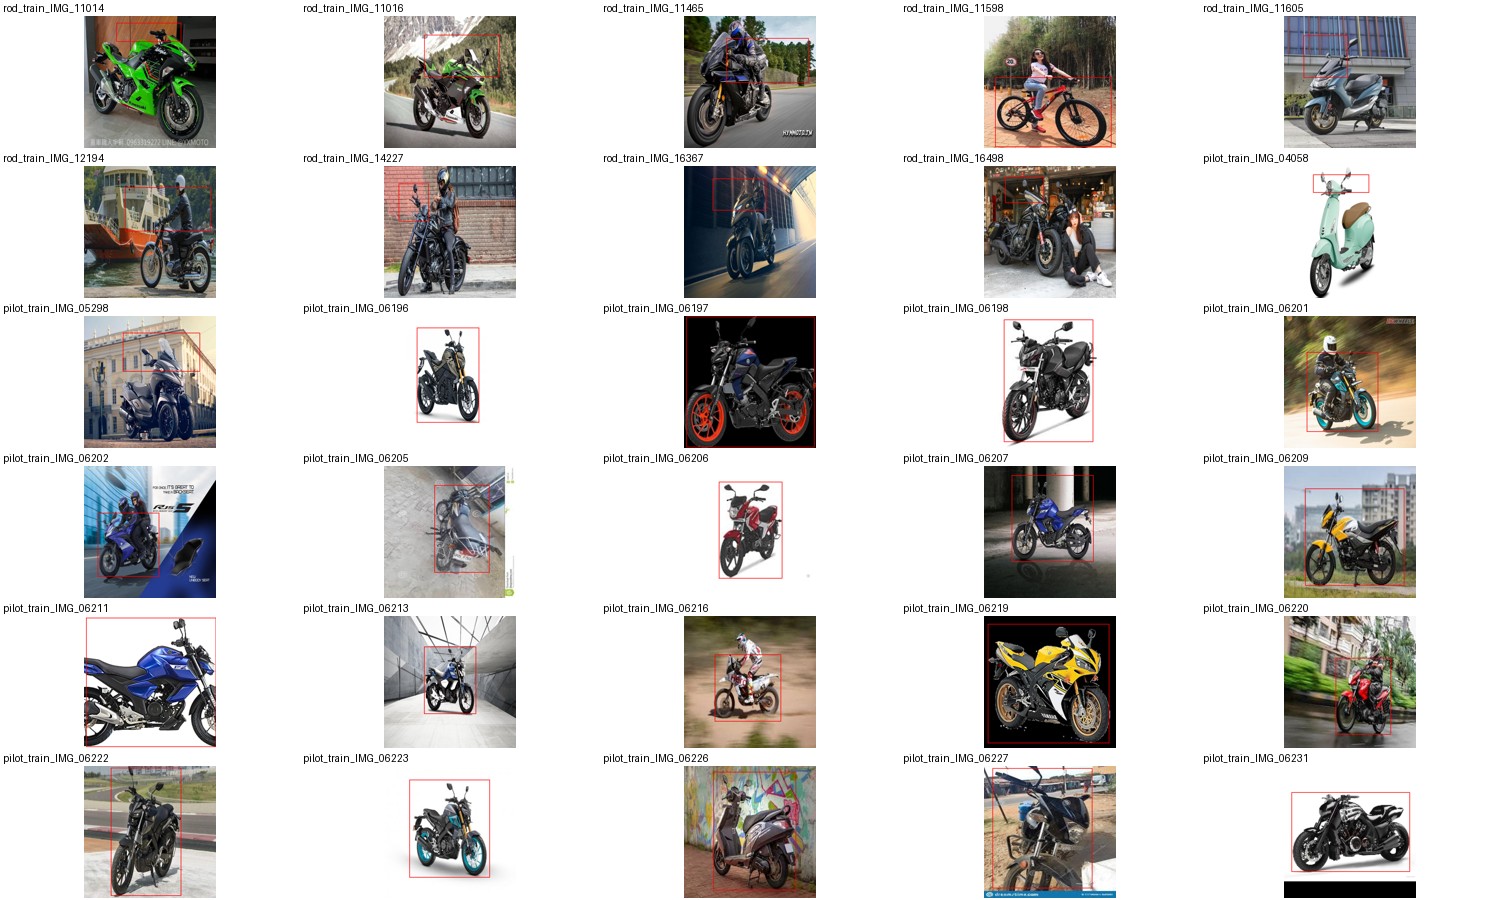 rod_train_IMG_11014
rod_train_IMG_11016
rod_train_IMG_11465
rod_train_IMG_11598
rod_train_IMG_11605
rod_train_IMG_12194
rod_train_IMG_14227
rod_train_IMG_16367
rod_train_IMG_16498
pilot_train_IMG_04058
pilot_train_IMG_05298
pilot_train_IMG_06196
pilot_train_IMG_06197
pilot_train_IMG_06198
pilot_train_IMG_06201
pilot_train_IMG_06202
pilot_train_IMG_06205
pilot_train_IMG_06206
pilot_train_IMG_06207
pilot_train_IMG_06209
pilot_train_IMG_06211
pilot_train_IMG_06213
pilot_train_IMG_06216
pilot_train_IMG_06219
pilot_train_IMG_06220
pilot_train_IMG_06222
pilot_train_IMG_06223
pilot_train_IMG_06226
pilot_train_IMG_06227
pilot_train_IMG_06231